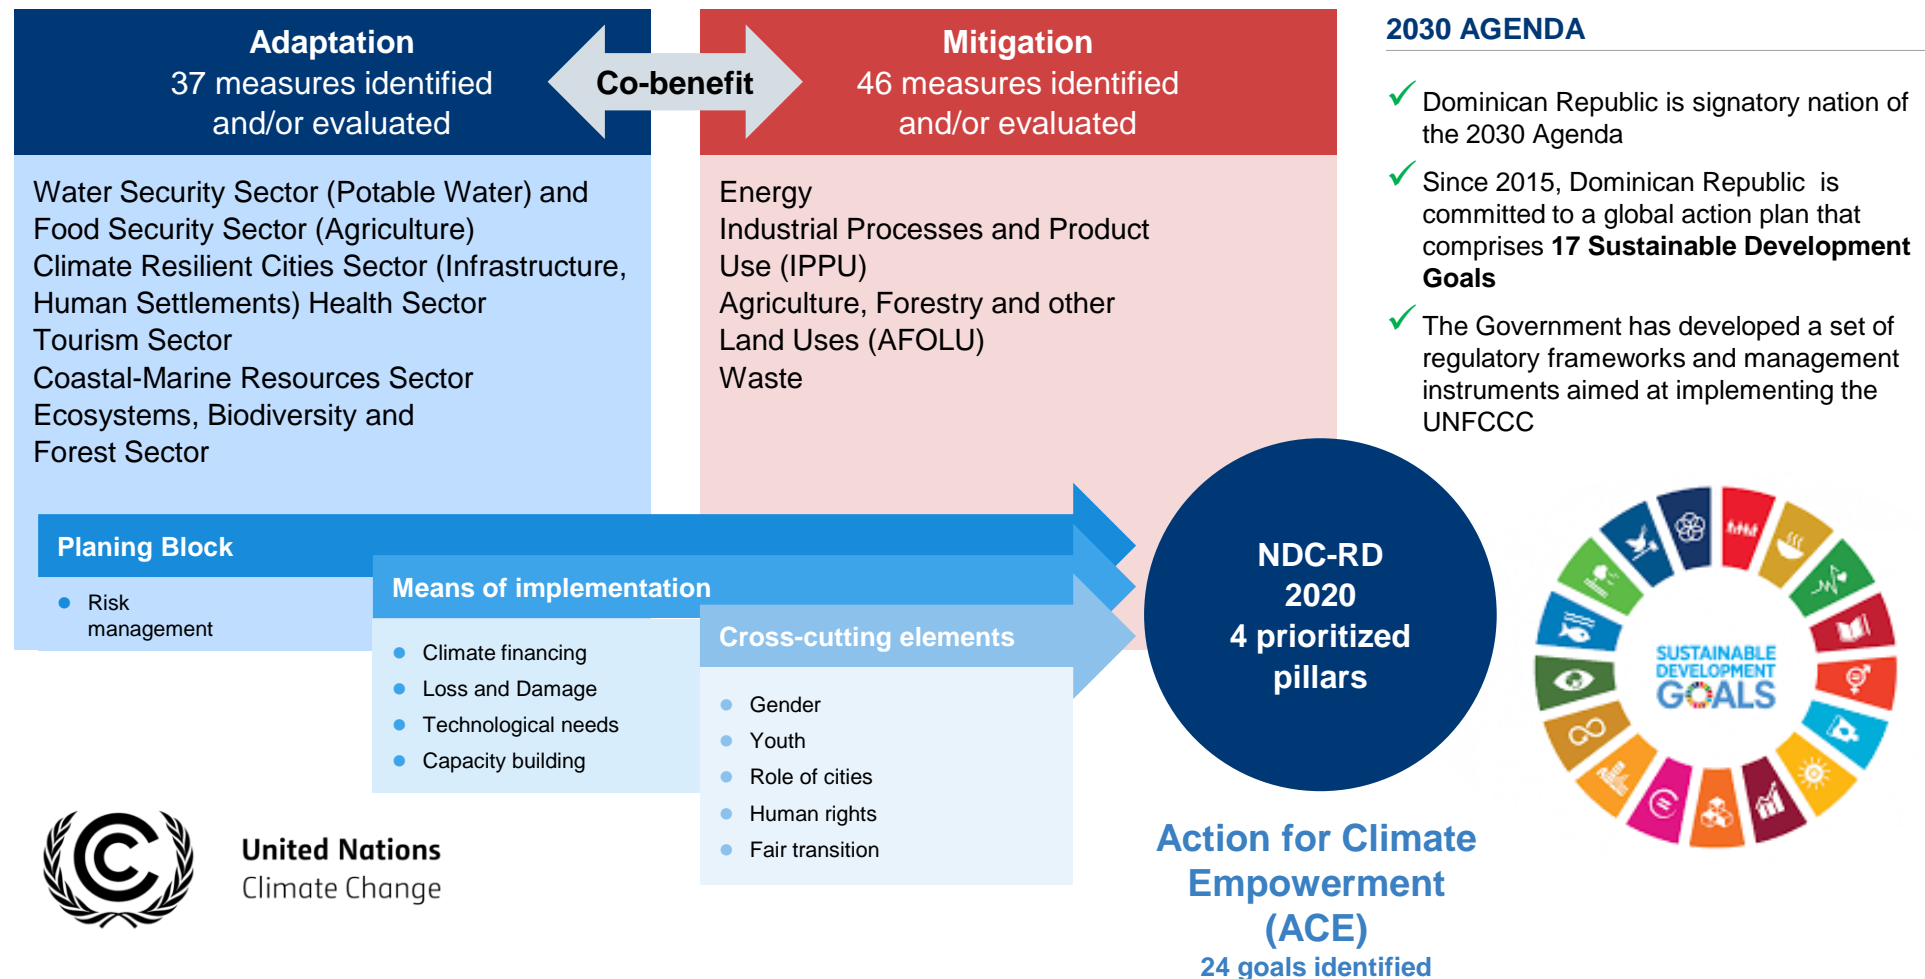 Adaptation
37 measures identified
and/or evaluated
Co-benefit
Mitigation
46 measures identified
and/or evaluated
Water Security Sector (Potable Water) and
Food Security Sector (Agriculture)
Climate Resilient Cities Sector (Infrastructure,
Human Settlements) Health Sector
Tourism Sector
Coastal-Marine Resources Sector
Ecosystems, Biodiversity and
Forest Sector
Energy
Industrial Processes and Product
Use (IPPU)
Agriculture, Forestry and other
Land Uses (AFOLU)
Waste
Planing Block
Risk
management
Means of implementation
Climate financing
Loss and Damage
Technological needs
Capacity building
Cross-cutting elements
Gender
Youth
Role of cities
Human rights
Fair transition
NDC-RD
2020
4 prioritized
pillars
Action for Climate
Empowerment
(ACE)
24 goals identified
2030 AGENDA
Dominican Republic is signatory nation of
the 2030 Agenda
Since 2015, Dominican Republic is
committed to a global action plan that
comprises 17 Sustainable Development
Goals
The Government has developed a set of
regulatory frameworks and management
instruments aimed at implementing the
UNFCCC
SUSTAINABLE
DEVELOPMENT
GOALS
United Nations
Climate Change